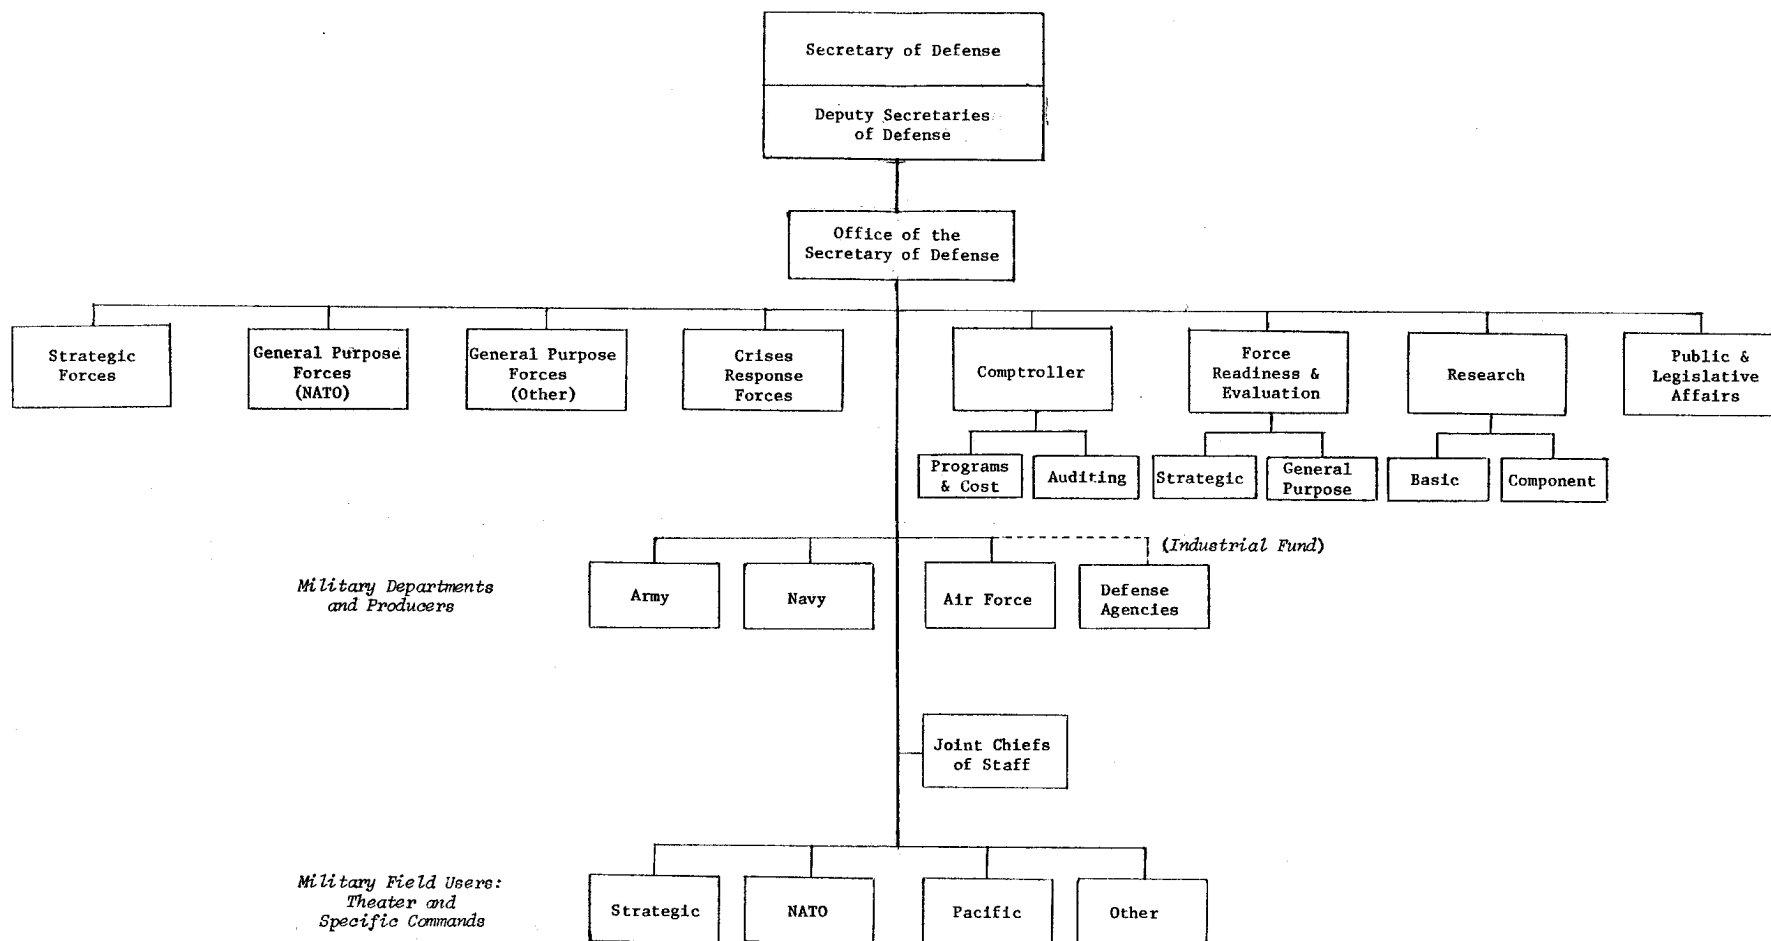 Secretary of Defense
Deputy Secretaries
of Defense
Office of the
Secretary of Defense
Strategic
Forces
General Purpose
Forces
(NATO)
General Purpose
Forces
(Other)
Crises
Response
Forces
Comptroller
Force
Readiness &
Evaluation
Research
Public &
Legislative
Affairs
Programs
& Cost
Auditing
Strategic
General
Purpose
Basic
Component
(Industrial Fund)
Military Departments
and Producers
Army
Navy
Air Force
Defense
Agencies
Joint Chiefs
of Staff
Military Field Users:
Theater and
Specific Commands
Strategic
NATO
Pacific
Other